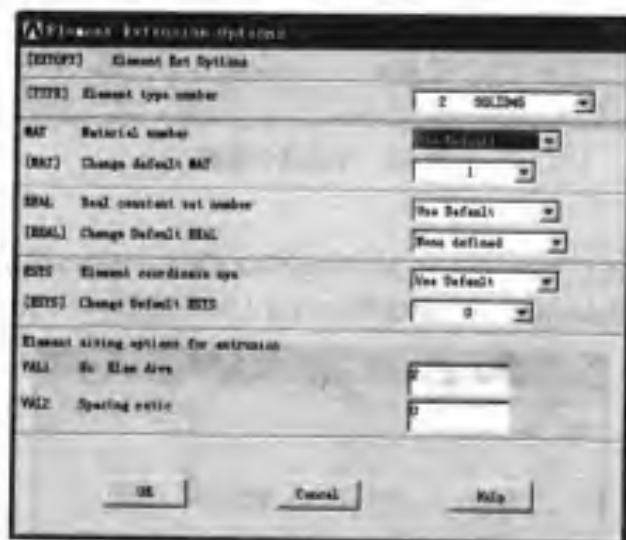 Element Extrusion Options
[EXTOPT] Element Ext Options
[TYPE] Element type number 2 SOLID45
MAT Material number Use Default
[MAT] Change default MAT 1
REAL Real constant set number Use Default
[REAL] Change Default REAL None defined
ESYS Element coordinate sys Use Default
[ESYS] Change Default ESYS 0
Element sizing options for extrusion
VAL1 No. Elem divs
VAL2 Spacing ratio 0
OK Cancel Help